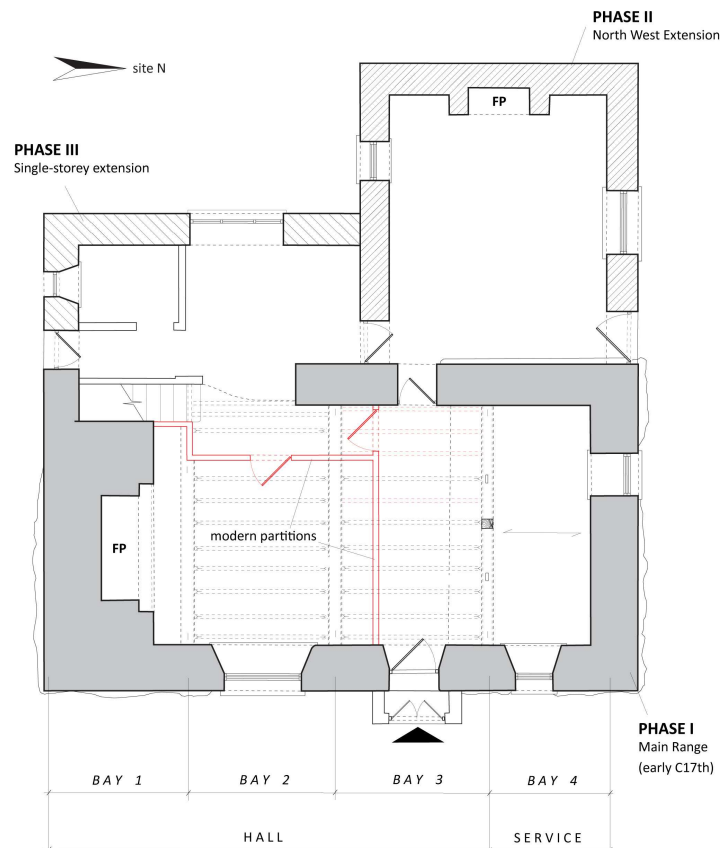 PHASE II
North West Extension
site N
FP
PHASE III
Single-storey extension
modern partitions
FP
PHASE I
Main Range
(early C17th)
BAY 1 BAY 2 BAY 3 BAY 4
HALL SERVICE